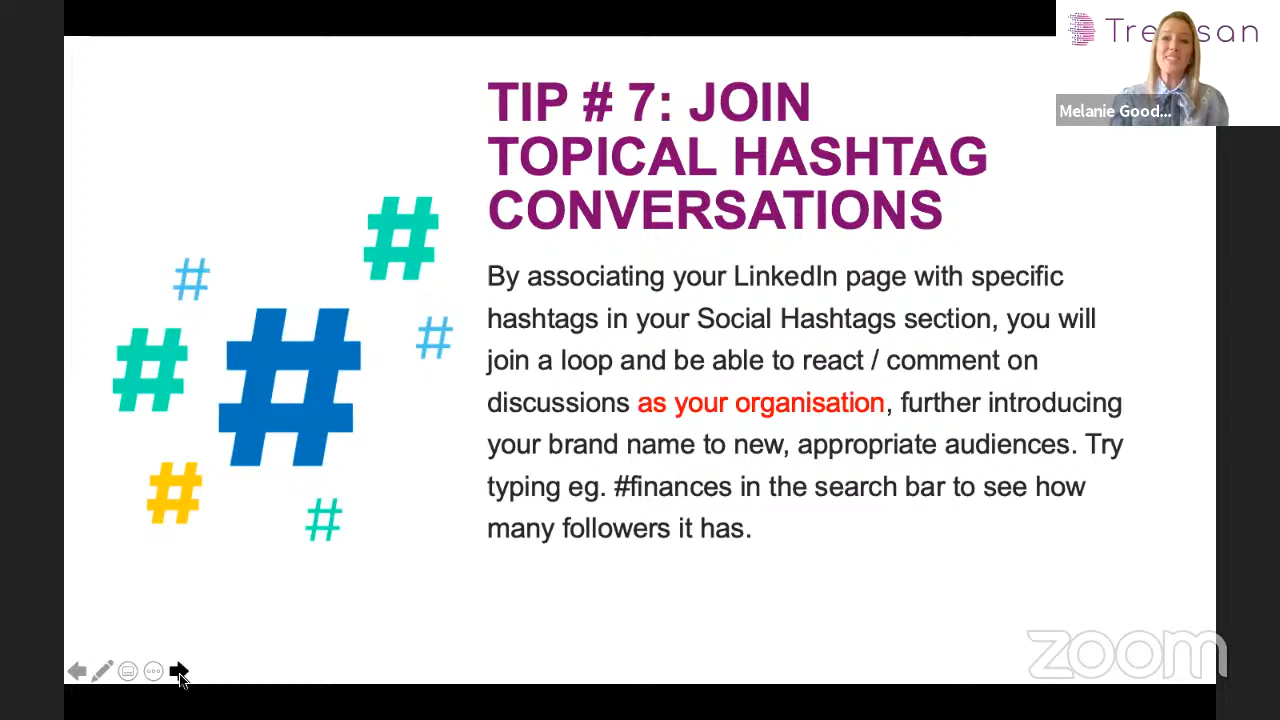 TIP # 7: JOIN
TOPICAL HASHTAG
CONVERSATIONS
By associating your LinkedIn page with specific
hashtags in your Social Hashtags section, you will
join a loop and be able to react / comment on
discussions as your organisation, further introducing
your brand name to new, appropriate audiences. Try
typing eg. #finances in the search bar to see how
many followers it has.
Melanie Good...
zoom